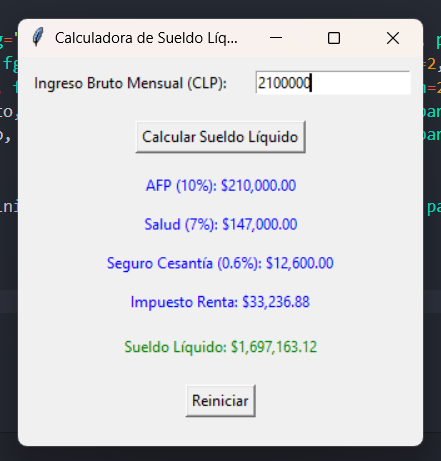 Calculadora de Sueldo Líq...
Ingreso Bruto Mensual (CLP): 2100000
Calcular Sueldo Líquido
AFP (10%): $210,000.00
Salud (7%): $147,000.00
Seguro Cesantía (0.6%): $12,600.00
Impuesto Renta: $33,236.88
Sueldo Líquido: $1,697,163.12
Reiniciar